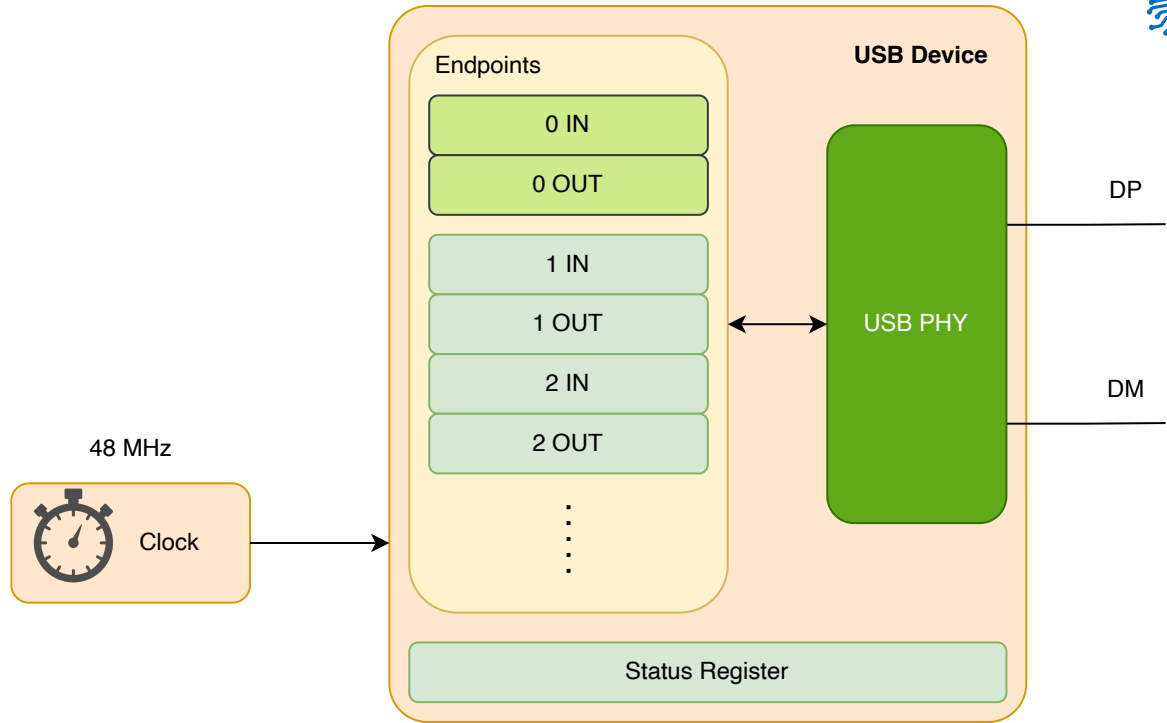 USB Device
Endpoints
0 IN
0 OUT
1 IN
1 OUT
2 IN
2 OUT
USB PHY
DP
DM
48 MHz
Clock
Status Register